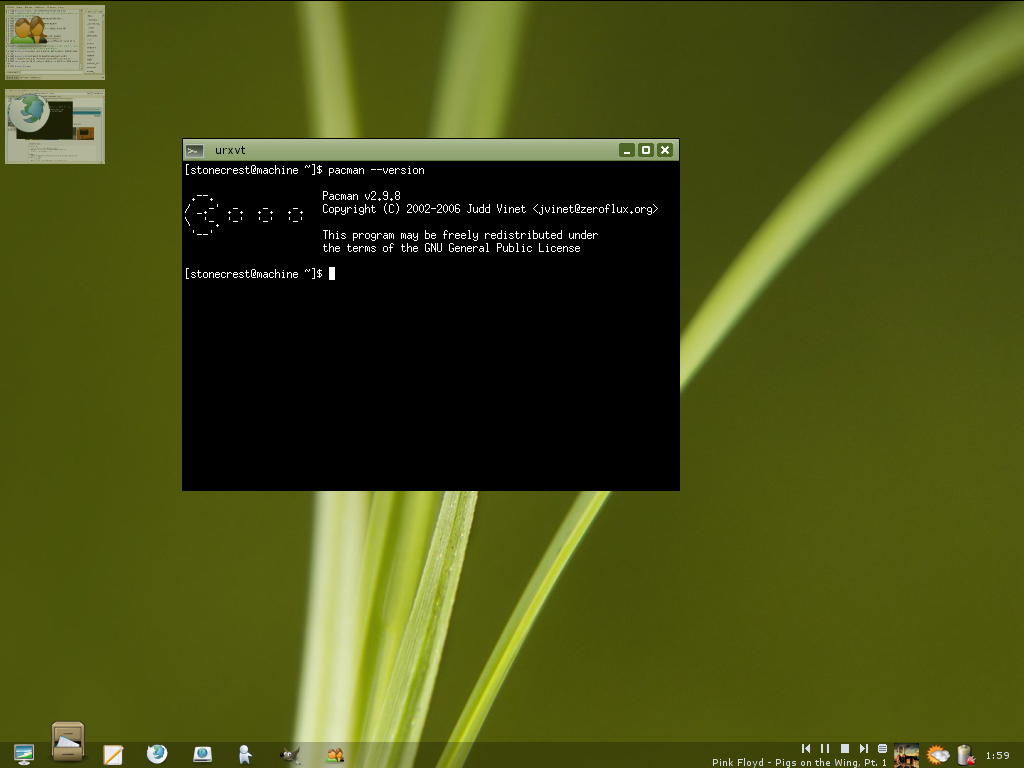 urxvt
[stonecrest@machine ~]$ pacman --version
Pacman v2.9.8
Copyright (C) 2002-2006 Judd Vinet <jvinet@zeroflux.org>
This program may be freely redistributed under
the terms of the GNU General Public License
[stonecrest@machine ~]$
Pink Floyd - Pigs on the Wing, Pt. 1
1:59